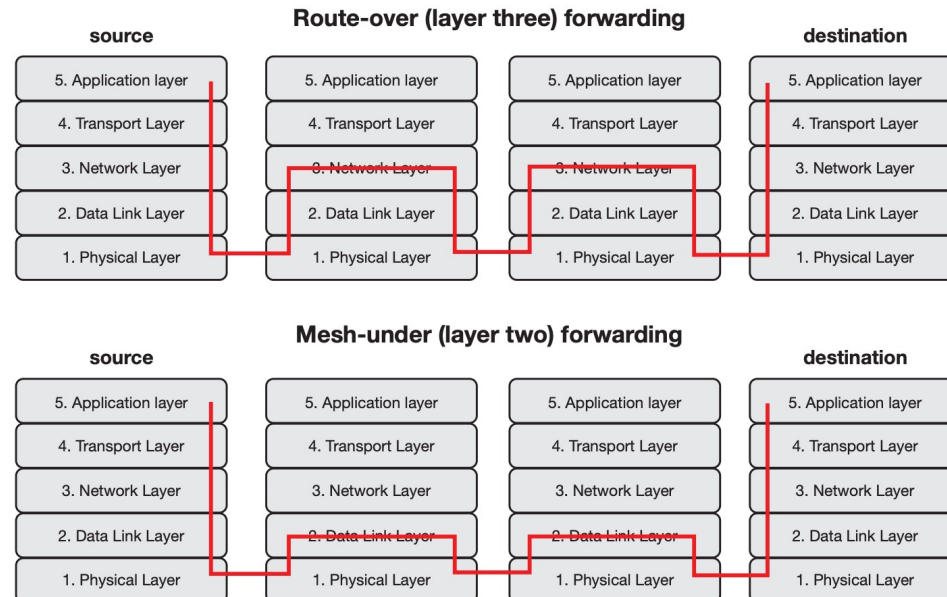 Route-over (layer three) forwarding
source destination
5. Application layer 5. Application layer 5. Application layer 5. Application layer
4. Transport Layer 4. Transport Layer 4. Transport Layer 4. Transport Layer
3. Network Layer 3. Network Layer 3. Network Layer 3. Network Layer
2. Data Link Layer 2. Data Link Layer 2. Data Link Layer 2. Data Link Layer
1. Physical Layer 1. Physical Layer 1. Physical Layer 1. Physical Layer
Mesh-under (layer two) forwarding
source destination
5. Application layer 5. Application layer 5. Application layer 5. Application layer
4. Transport Layer 4. Transport Layer 4. Transport Layer 4. Transport Layer
3. Network Layer 3. Network Layer 3. Network Layer 3. Network Layer
2. Data Link Layer 2. Data Link Layer 2. Data Link Layer 2. Data Link Layer
1. Physical Layer 1. Physical Layer 1. Physical Layer 1. Physical Layer